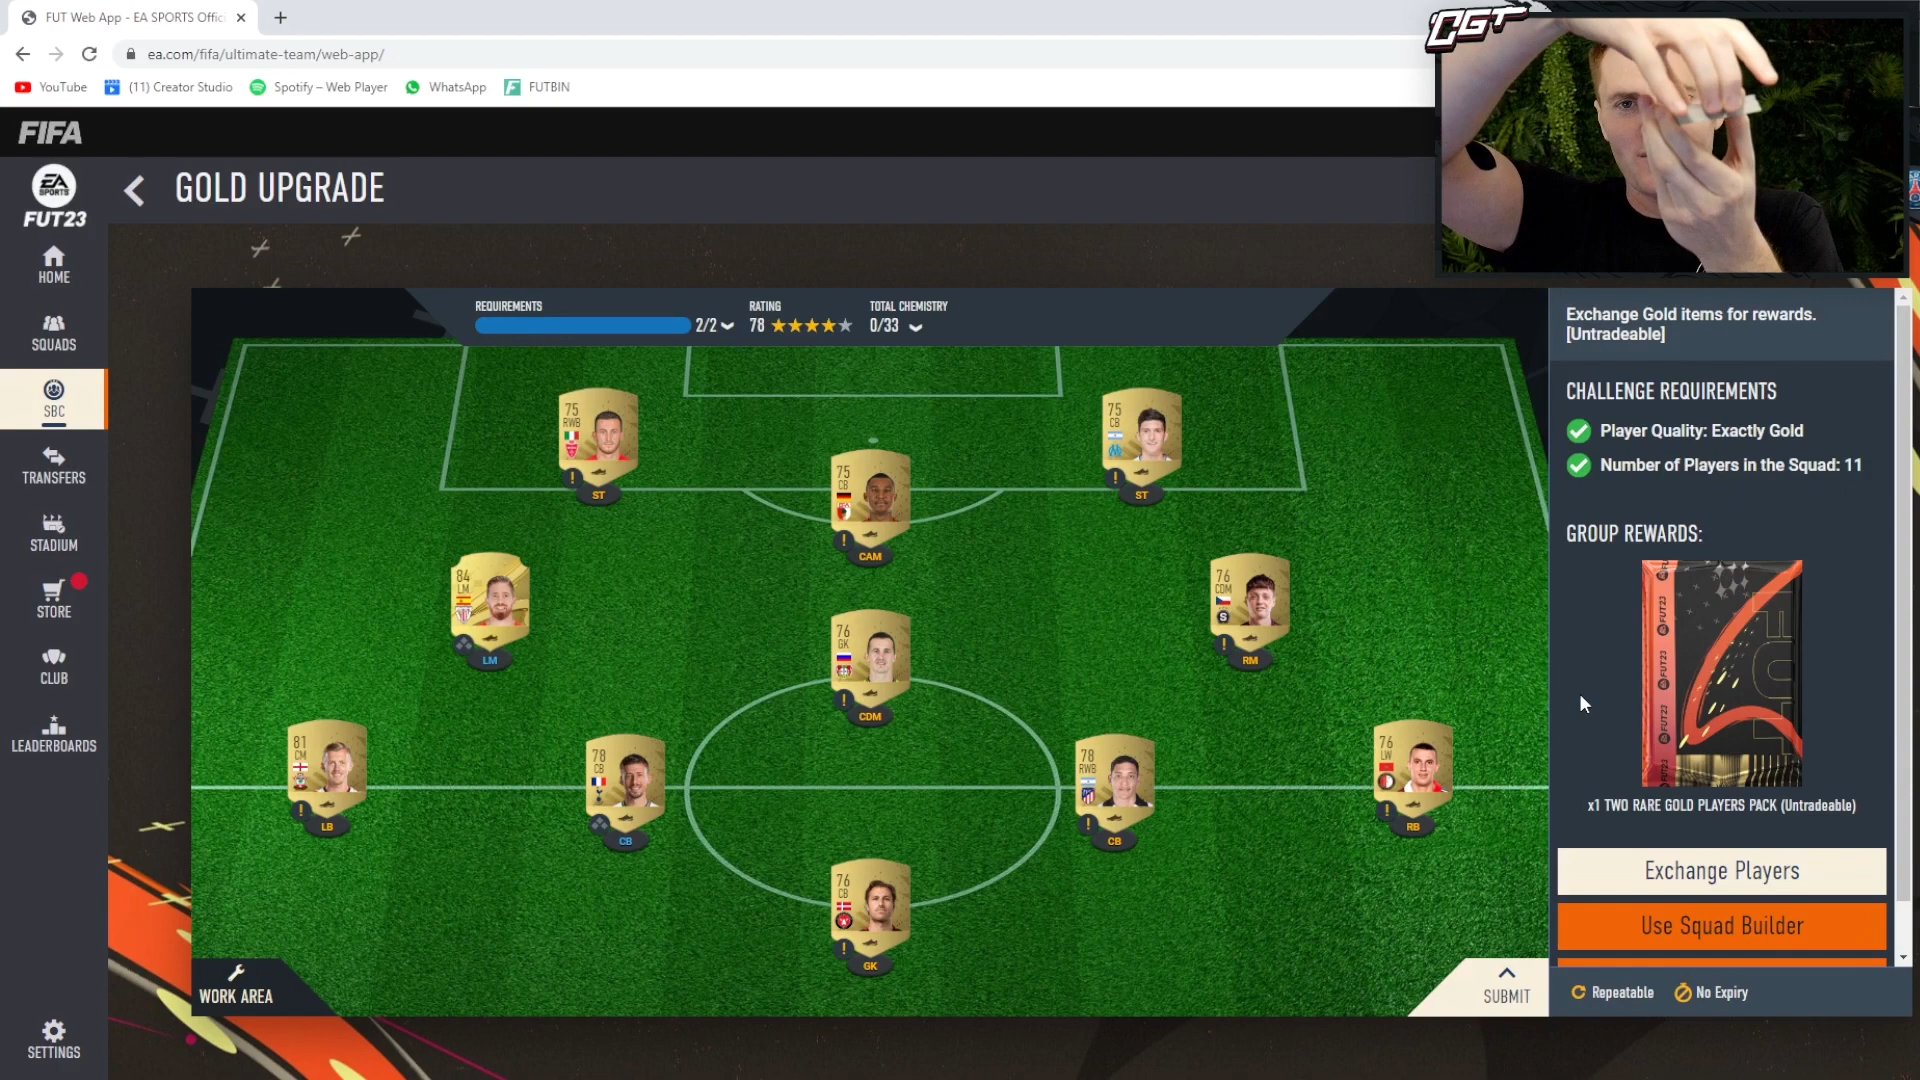 FUT Web App - EA SPORTS Offic
ea.com/fifa/ultimate-team/web-app/
YouTube
(11) Creator Studio
Spotify – Web Player
WhatsApp
FUTBIN
CGT
FIFA
EA SPORTS
FUT23
GOLD UPGRADE
HOME
SQUADS
SBC
TRANSFERS
STADIUM
STORE
CLUB
LEADERBOARDS
SETTINGS
REQUIREMENTS
2/2
RATING
78
TOTAL CHEMISTRY
0/33
75
RWB
ST
75
CB
ST
75
CB
CAM
84
LM
LM
76
CDM
RM
76
GK
CDM
81
CM
LB
78
CB
CB
78
RWB
CB
76
LW
RB
76
CB
GK
WORK AREA
SUBMIT
Exchange Gold items for rewards.
[Untradeable]
CHALLENGE REQUIREMENTS
Player Quality: Exactly Gold
Number of Players in the Squad: 11
GROUP REWARDS:
FUT23
FUT23
FUT23
FUT
x1 TWO RARE GOLD PLAYERS PACK (Untradeable)
Exchange Players
Use Squad Builder
Repeatable
No Expiry